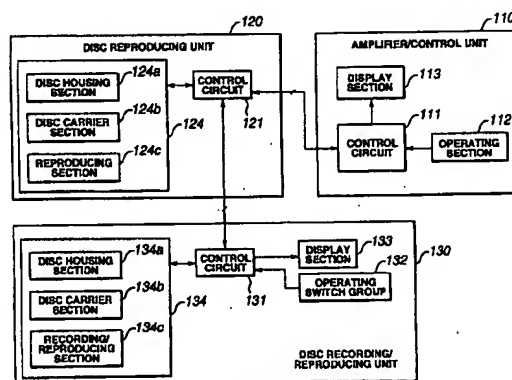 120
DISC REPRODUCING UNIT
DISC HOUSING SECTION
124a
DISC CARRIER SECTION
124b
REPRODUCING SECTION
124c
124
CONTROL CIRCUIT
121
110
AMPLIFIER/CONTROL UNIT
DISPLAY SECTION
113
CONTROL CIRCUIT
111
OPERATING SECTION
112
DISC HOUSING SECTION
134a
DISC CARRIER SECTION
134b
RECORDING/ REPRODUCING SECTION
134c
134
CONTROL CIRCUIT
131
DISPLAY SECTION
133
OPERATING SWITCH GROUP
132
130
DISC RECORDING/ REPRODUCING UNIT